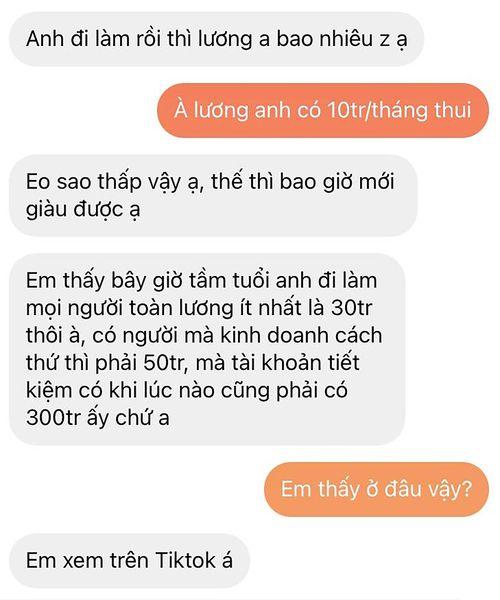 Anh đi làm rồi thì lương a bao nhiêu z ạ
À lương anh có 10tr/tháng thui
Eo sao thấp vậy ạ, thế thì bao giờ mới
giàu được ạ
Em thấy bây giờ tầm tuổi anh đi làm
mọi người toàn lương ít nhất là 30tr
thôi à, có người mà kinh doanh cách
thứ thì phải 50tr, mà tài khoản tiết
kiệm có khi lúc nào cũng phải có
300tr ấy chứ a
Em thấy ở đâu vậy?
Em xem trên Tiktok á